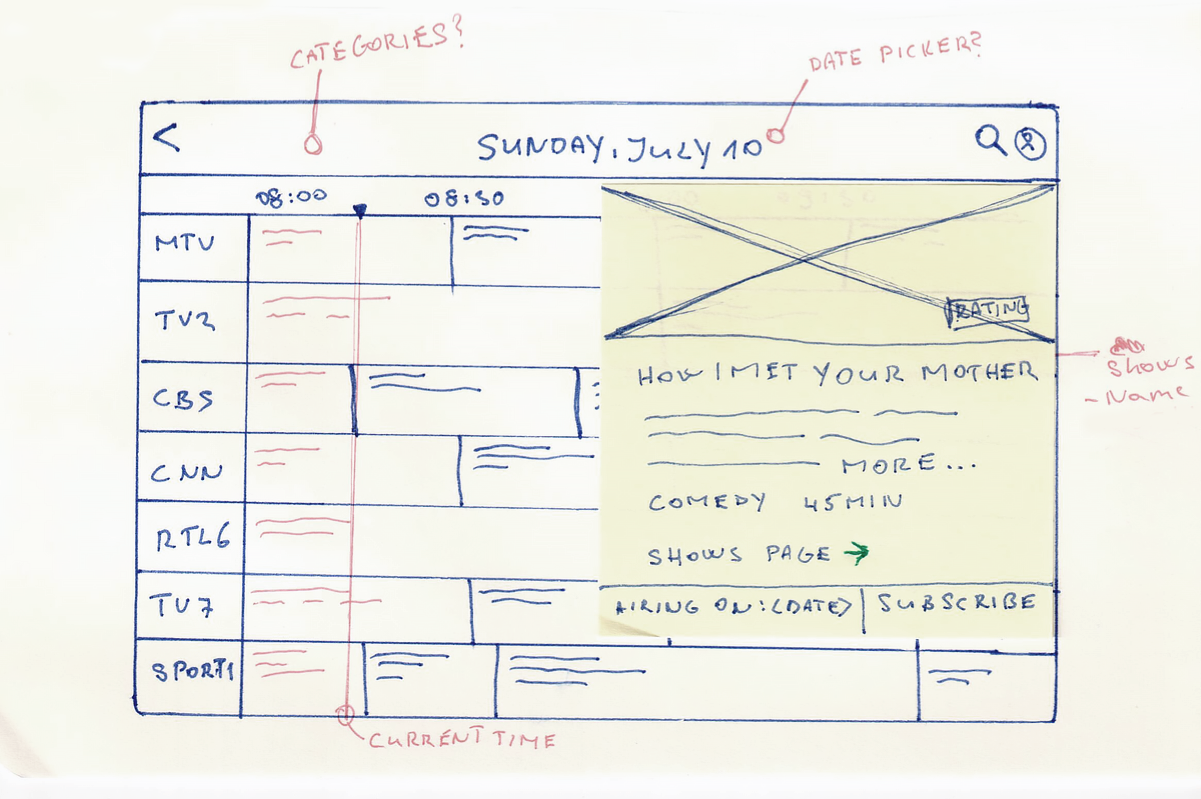 CATEGORIES?
DATE PICKER?
<
SUNDAY, JULY 10
08:00
08:30
MTV
TV2
CBS
CNN
RTL6
TV7
SPORT1
RATING
HOW I MET YOUR MOTHER
MORE...
COMEDY 45MIN
SHOWS PAGE →
AIRING ON:(DATE)
SUBSCRIBE
SHOWS
-NAME
CURRENT TIME